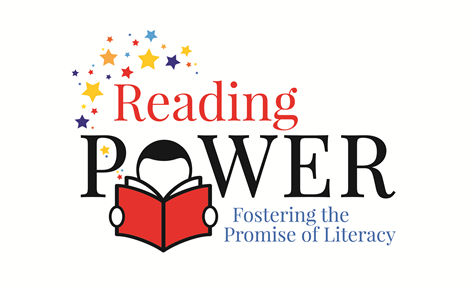 Reading
POWER
Fostering the
Promise of Literacy